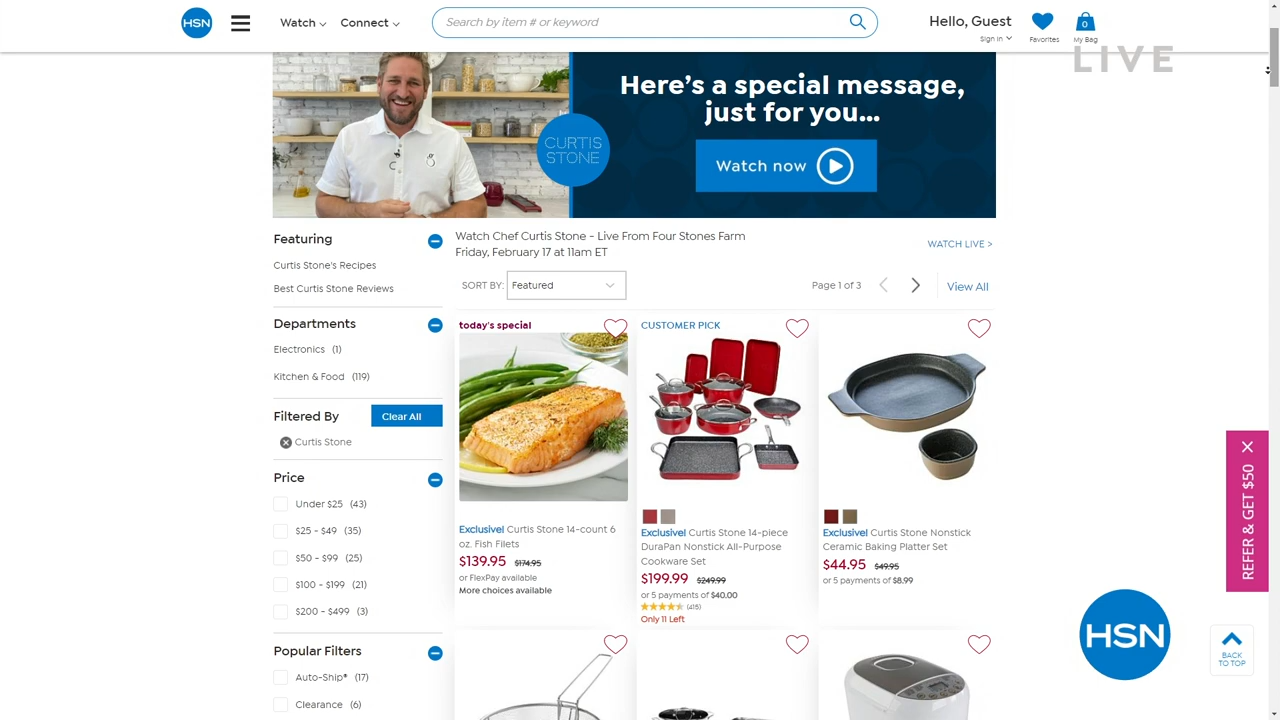 HSN
Watch
Connect
Search by item # or keyword
Hello, Guest
Sign In
Favorites
0
My Bag
LIVE
Here's a special message,
just for you...
CURTIS
STONE
Watch now
Featuring
Curtis Stone's Recipes
Best Curtis Stone Reviews
Departments
Electronics (1)
Kitchen & Food (119)
Filtered By
Clear All
Curtis Stone
Price
Under $25 (43)
$25 - $49 (35)
$50 - $99 (25)
$100 - $199 (21)
$200 - $499 (3)
Popular Filters
Auto-Ship® (17)
Clearance (6)
Watch Chef Curtis Stone - Live From Four Stones Farm
Friday, February 17 at 11am ET
WATCH LIVE >
SORT BY: Featured
Page 1 of 3
View All
today's special
Exclusive! Curtis Stone 14-count 6
oz. Fish Filets
$139.95 $174.95
or FlexPay available
More choices available
CUSTOMER PICK
Exclusive! Curtis Stone 14-piece
DuraPan Nonstick All-Purpose
Cookware Set
$199.99 $249.99
or 5 payments of $40.00
(415)
Only 11 Left
Exclusive! Curtis Stone Nonstick
Ceramic Baking Platter Set
$44.95 $49.95
or 5 payments of $8.99
REFER & GET $50
HSN
BACK
TO TOP